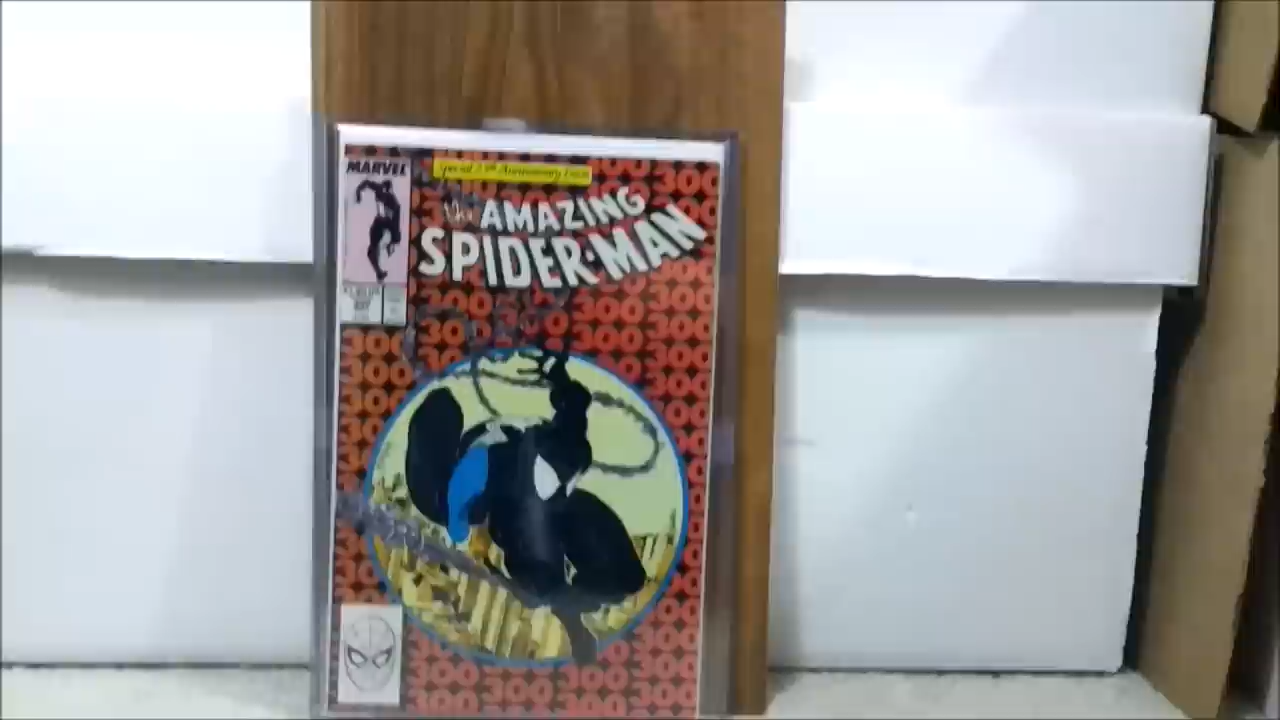 MARVEL
Special 25th Anniversary Issue
the AMAZING
SPIDER-MAN
300